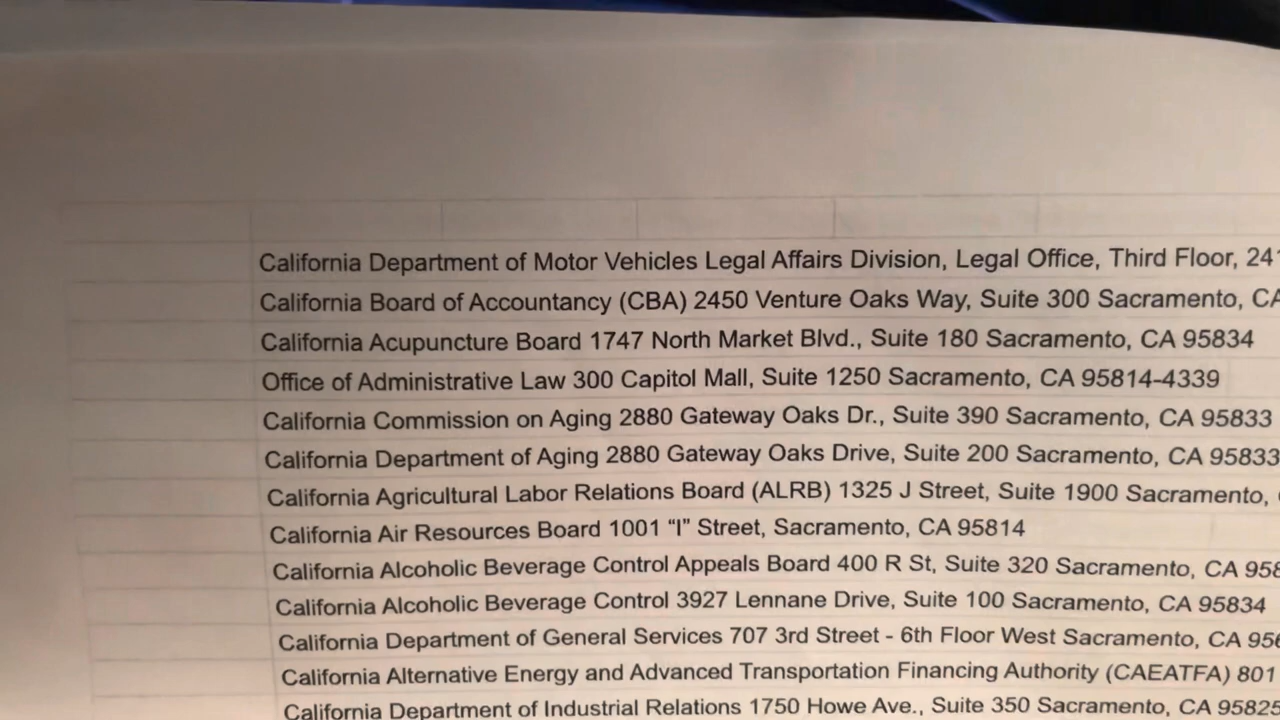 California Department of Motor Vehicles Legal Affairs Division, Legal Office, Third Floor, 24
California Board of Accountancy (CBA) 2450 Venture Oaks Way, Suite 300 Sacramento, CA
California Acupuncture Board 1747 North Market Blvd., Suite 180 Sacramento, CA 95834
Office of Administrative Law 300 Capitol Mall, Suite 1250 Sacramento, CA 95814-4339
California Commission on Aging 2880 Gateway Oaks Dr., Suite 390 Sacramento, CA 95833
California Department of Aging 2880 Gateway Oaks Drive, Suite 200 Sacramento, CA 95833
California Agricultural Labor Relations Board (ALRB) 1325 J Street, Suite 1900 Sacramento,
California Air Resources Board 1001 “I” Street, Sacramento, CA 95814
California Alcoholic Beverage Control Appeals Board 400 R St, Suite 320 Sacramento, CA 958
California Alcoholic Beverage Control 3927 Lennane Drive, Suite 100 Sacramento, CA 95834
California Department of General Services 707 3rd Street - 6th Floor West Sacramento, CA 956
California Alternative Energy and Advanced Transportation Financing Authority (CAEATFA) 801
California Department of Industrial Relations 1750 Howe Ave., Suite 350 Sacramento, CA 95825